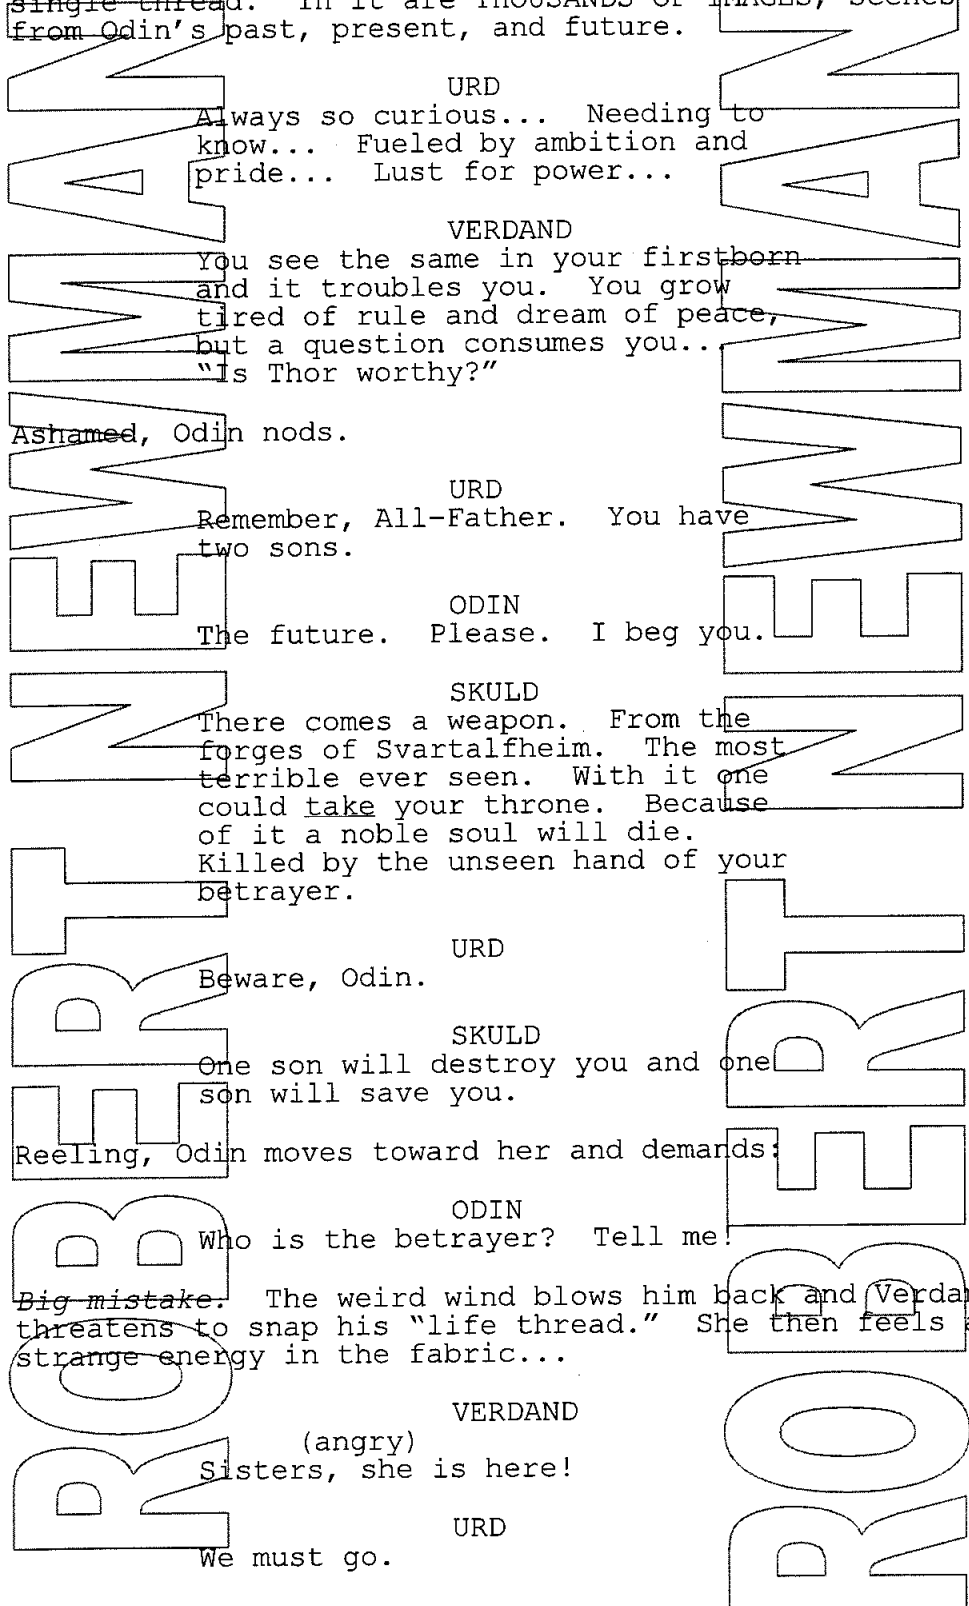 single thread. In it are THOUSANDS OF IMAGES, scenes
from Odin's past, present, and future.
URD
Always so curious... Needing to
know... Fueled by ambition and
pride... Lust for power...
VERDAND
You see the same in your firstborn
and it troubles you. You grow
tired of rule and dream of peace,
but a question consumes you...
“Is Thor worthy?”
Ashamed, Odin nods.
URD
Remember, All-Father. You have
two sons.
ODIN
The future. Please. I beg you.
SKULD
There comes a weapon. From the
forges of Svartalfheim. The most
terrible ever seen. With it one
could take your throne. Because
of it a noble soul will die.
Killed by the unseen hand of your
betrayer.
URD
Beware, Odin.
SKULD
One son will destroy you and one
son will save you.
Reeling, Odin moves toward her and demands:
ODIN
Who is the betrayer? Tell me!
Big mistake. The weird wind blows him back and Verda
threatens to snap his “life thread.” She then feels a
strange energy in the fabric...
VERDAND
(angry)
Sisters, she is here!
URD
We must go.
ROBERT NEWMAN
ROBERT NEWMAN